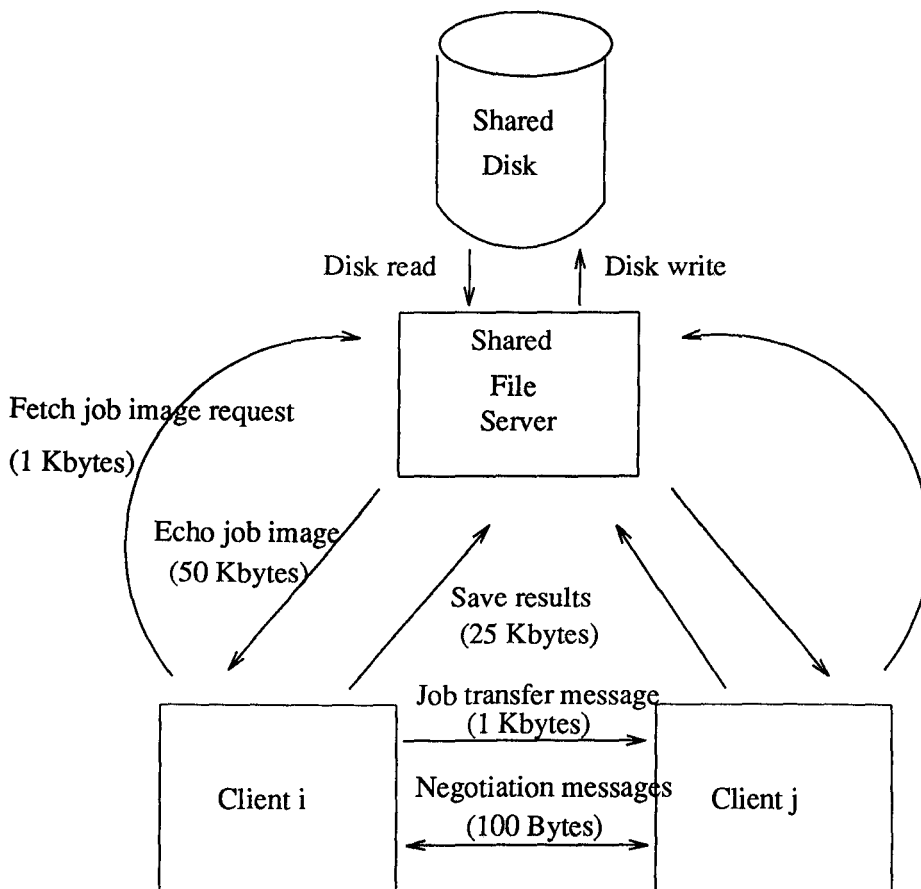 Shared
Disk
Disk read
Disk write
Shared
File
Server
Fetch job image request
(1 Kbytes)
Echo job image
(50 Kbytes)
Save results
(25 Kbytes)
Job transfer message
(1 Kbytes)
Client i
Negotiation messages
(100 Bytes)
Client j